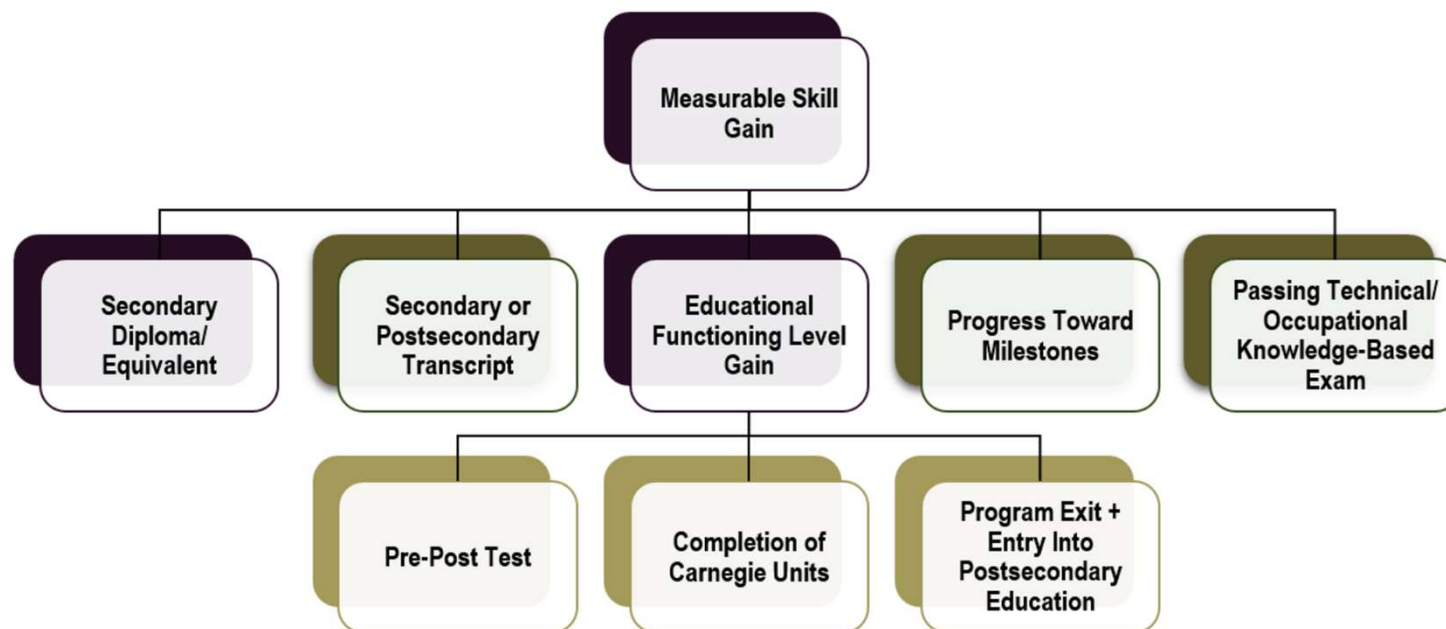 Measurable Skill
Gain
Secondary
Diploma/
Equivalent
Secondary or
Postsecondary
Transcript
Educational
Functioning Level
Gain
Progress Toward
Milestones
Passing Technical/
Occupational
Knowledge-Based
Exam
Pre-Post Test
Completion of
Carnegie Units
Program Exit +
Entry Into
Postsecondary
Education